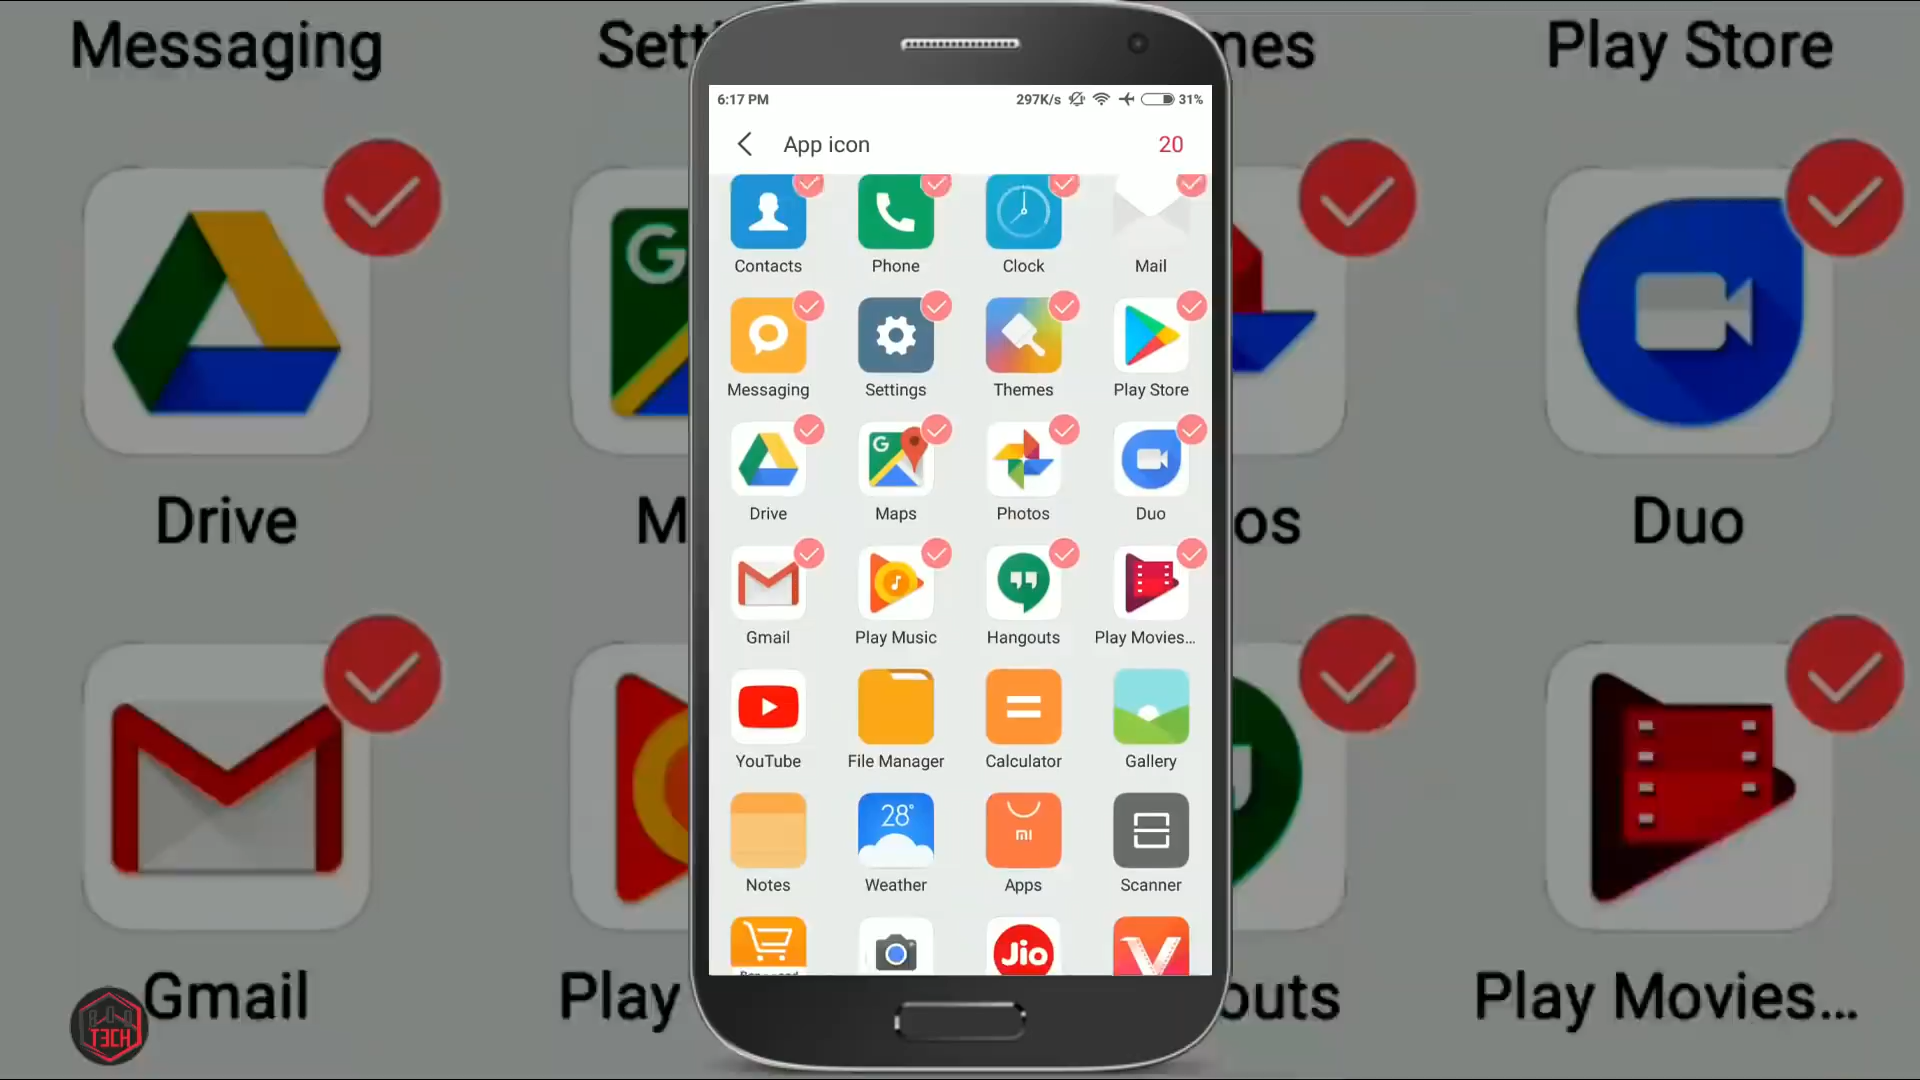 Messaging
Play Store
6:17 PM
297K/s
31%
App icon
20
Contacts
Phone
Clock
Mail
Messaging
Settings
Themes
Play Store
G
Drive
Maps
Photos
Duo
Gmail
Play Music
Hangouts
Play Movies...
YouTube
File Manager
Calculator
Gallery
28°
mi
Notes
Weather
Apps
Scanner
Jio
G
Drive
M
os
Duo
Gmail
Play
outs
Play Movies...
T3CH